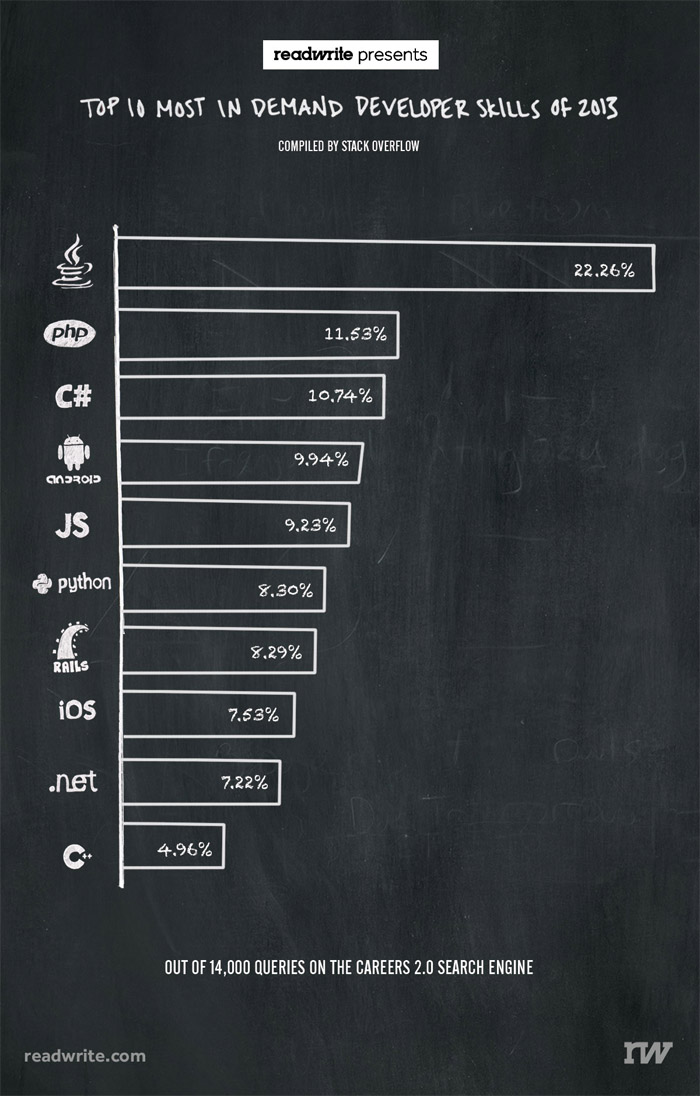 readwrite presents
TOP 10 MOST IN DEMAND DEVELOPER SKILLS OF 2013
COMPILED BY STACK OVERFLOW
22.26%
php
11.53%
C#
10.74%
ANDROID
9.94%
JS
9.23%
python
8.30%
RAILS
8.29%
iOS
7.53%
.net
7.22%
C++
4.96%
OUT OF 14,000 QUERIES ON THE CAREERS 2.0 SEARCH ENGINE
readwrite.com
rw